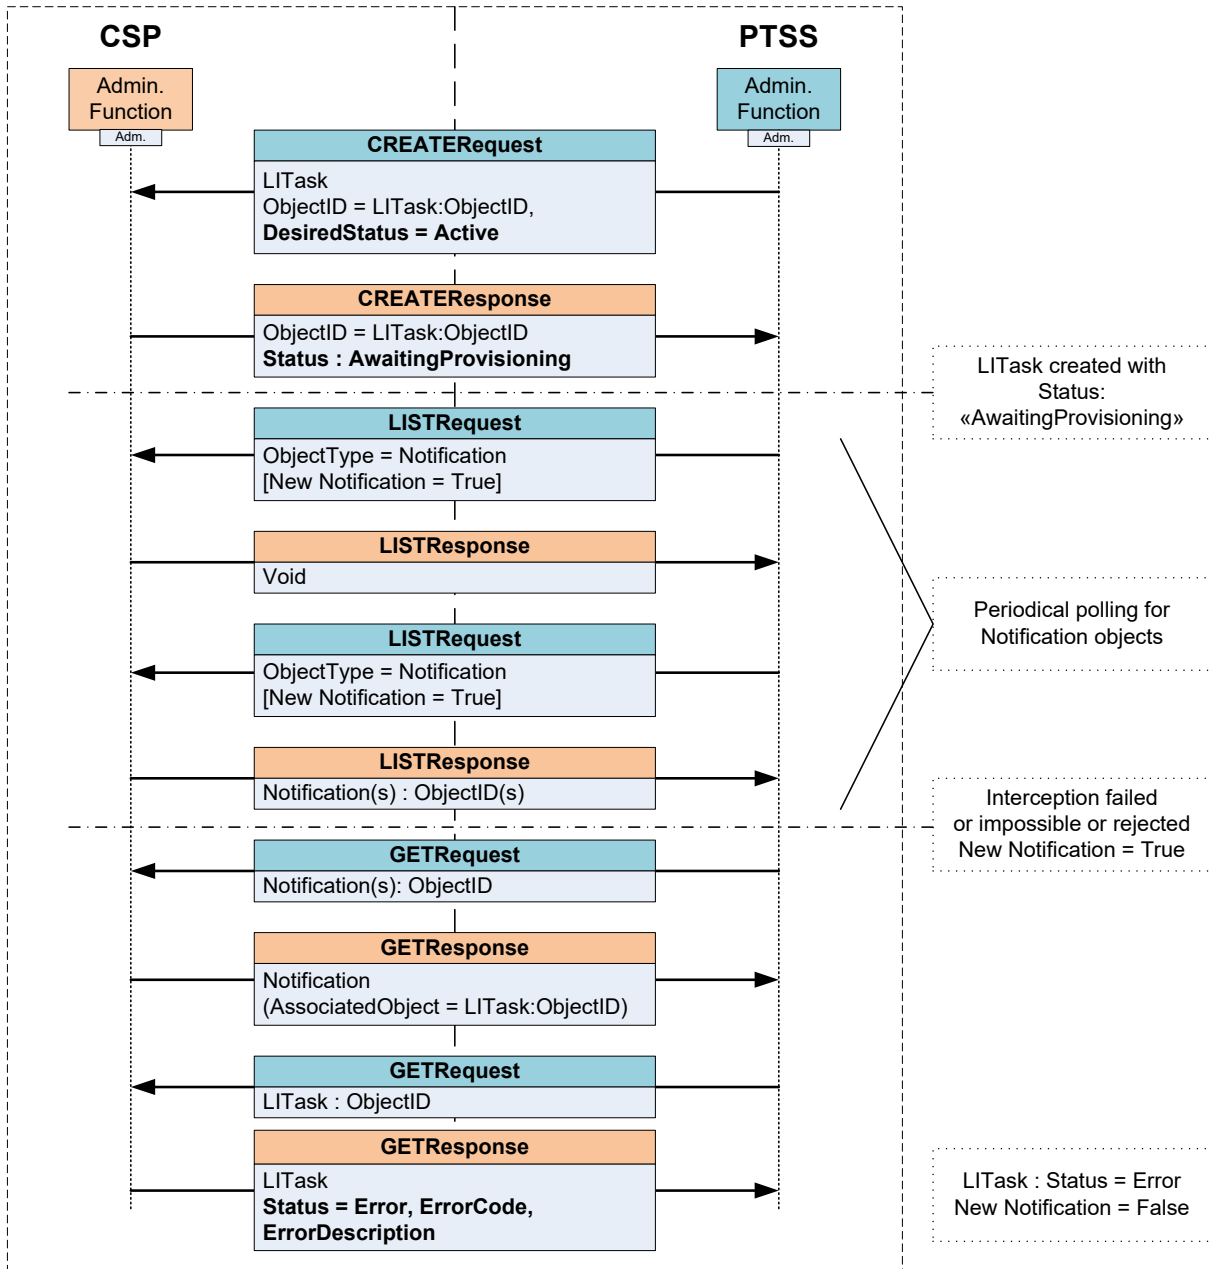 CSP
PTSS
Admin.
Function
Adm.
Admin.
Function
Adm.
CREATERequest
LITask
ObjectID = LITask:ObjectID,
DesiredStatus = Active
CREATEResponse
ObjectID = LITask:ObjectID
Status : AwaitingProvisioning
LITask created with
Status:
«AwaitingProvisioning»
LISTRequest
ObjectType = Notification
[New Notification = True]
LISTResponse
Void
Periodical polling for
Notification objects
LISTRequest
ObjectType = Notification
[New Notification = True]
LISTResponse
Notification(s) : ObjectID(s)
Interception failed
or impossible or rejected
New Notification = True
GETRequest
Notification(s): ObjectID
GETResponse
Notification
(AssociatedObject = LITask:ObjectID)
GETRequest
LITask : ObjectID
GETResponse
LITask
Status = Error, ErrorCode,
ErrorDescription
LITask : Status = Error
New Notification = False